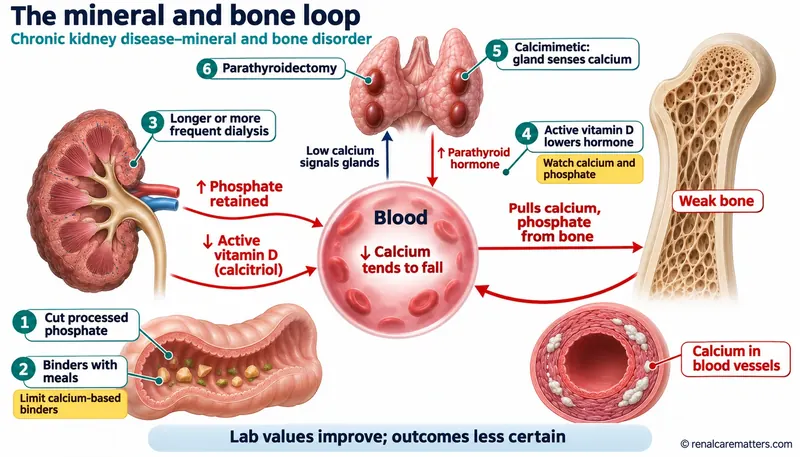 The mineral and bone loop
Chronic kidney disease–mineral and bone disorder
6 Parathyroidectomy
5 Calcimimetic:
gland senses calcium
3 Longer or more
frequent dialysis
Low calcium
signals glands
↑ Parathyroid
hormone
4 Active vitamin D
lowers hormone
Watch calcium and
phosphate
↑ Phosphate
retained
↓ Active
vitamin D
(calcitriol)
Blood
↓ Calcium
tends to fall
Pulls calcium,
phosphate
from bone
Weak bone
1 Cut processed
phosphate
2 Binders with
meals
Limit calcium-based
binders
Calcium in
blood vessels
Lab values improve; outcomes less certain
© renalcarematters.com